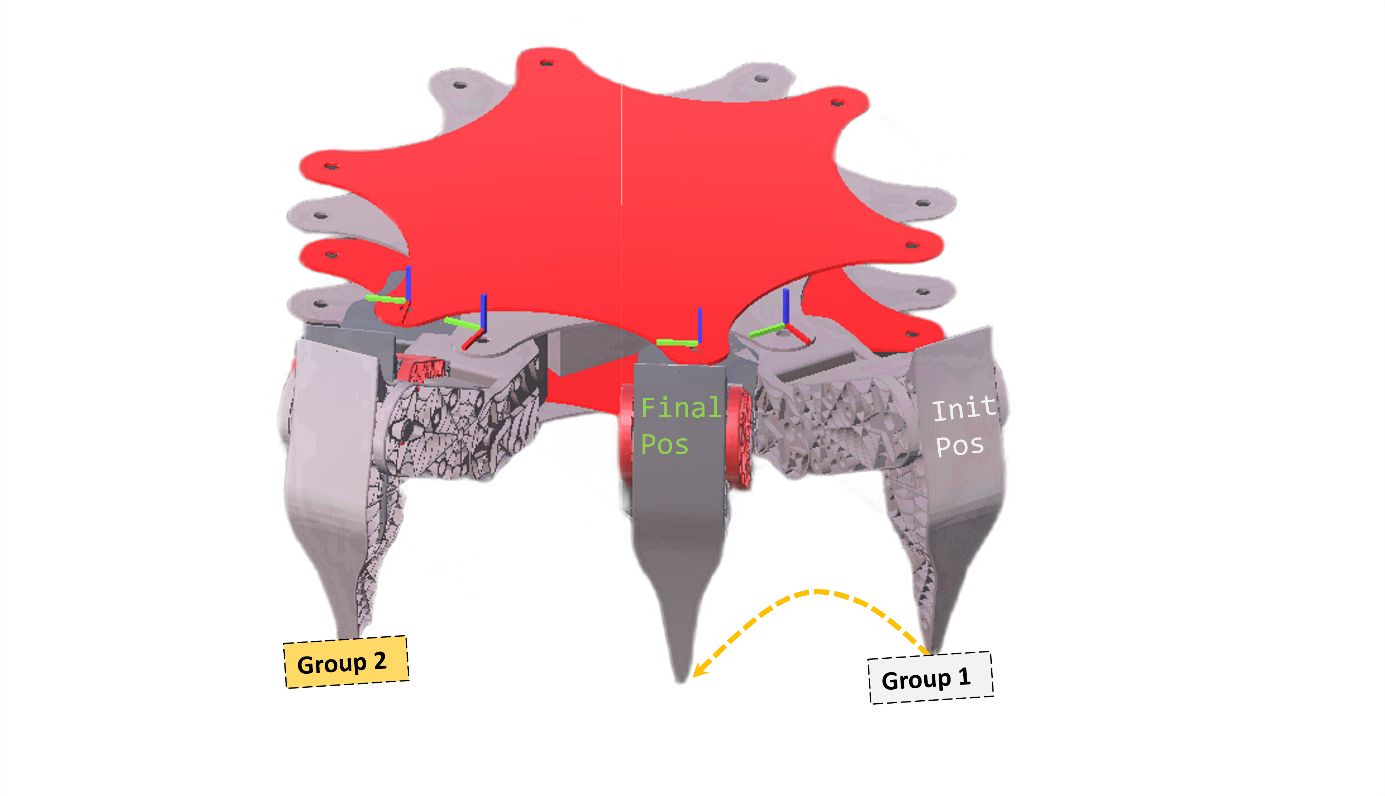 Final
Pos
Init
Pos
Group 2
Group 1